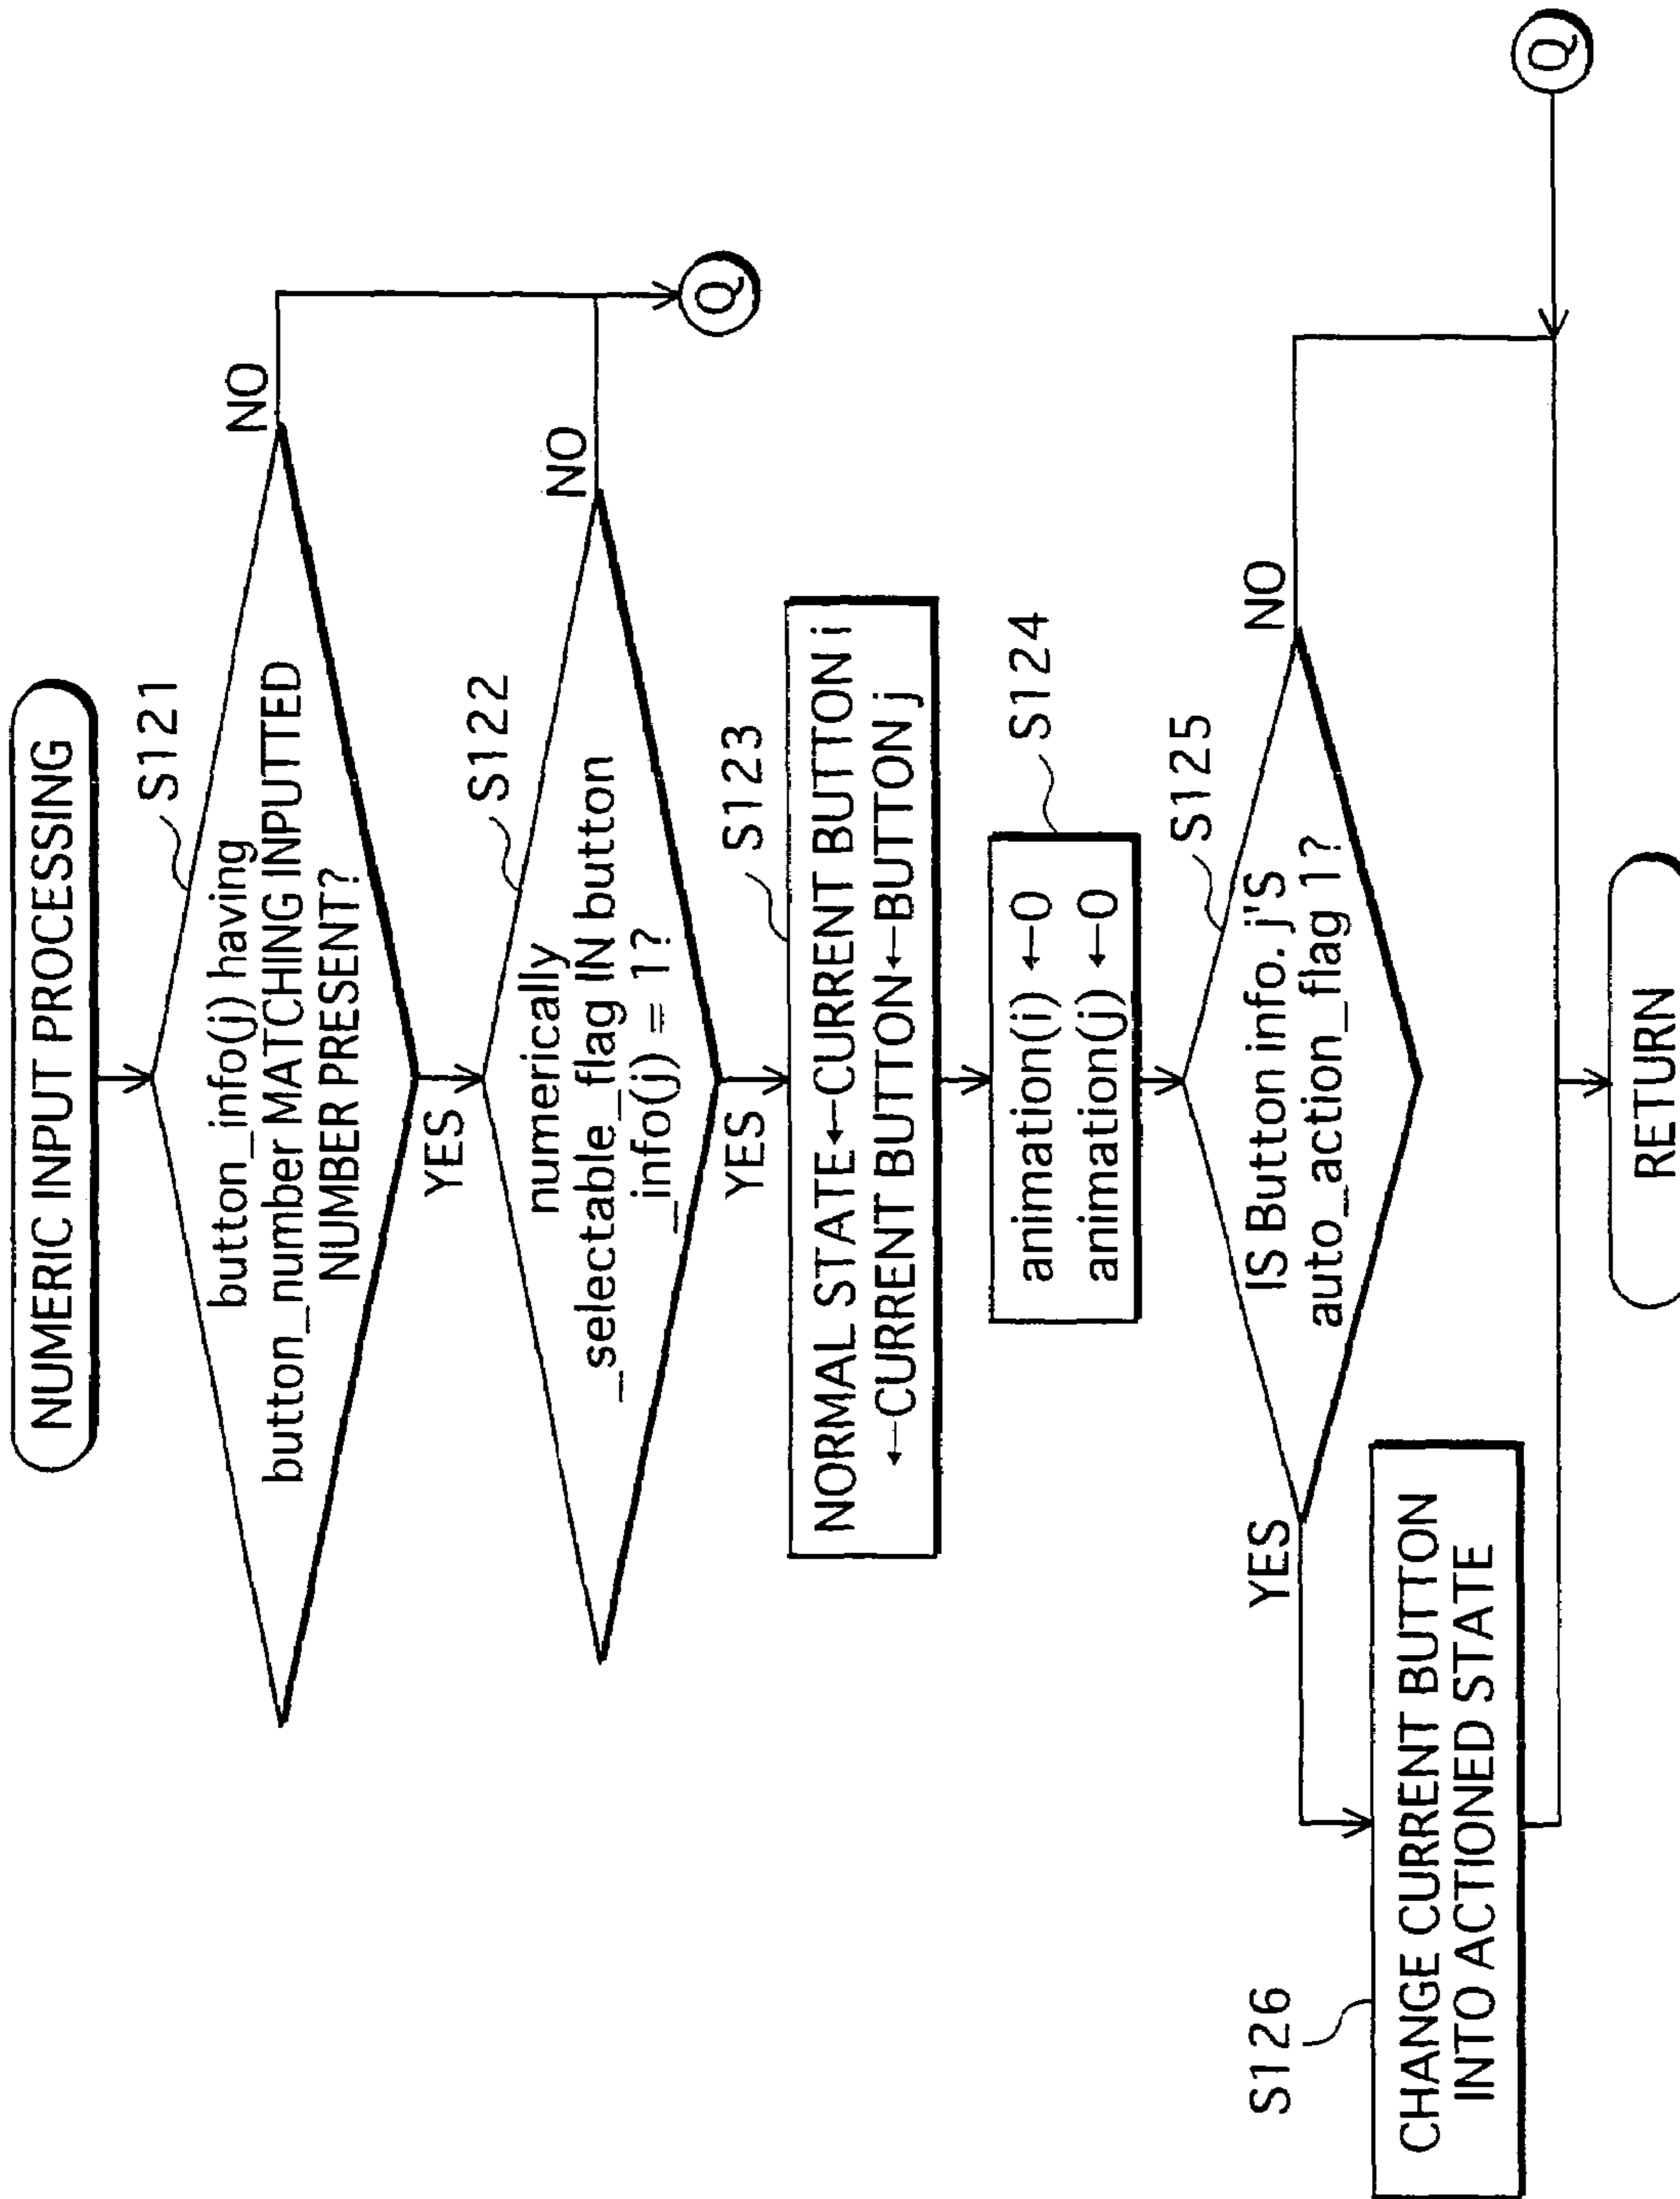 NUMERIC INPUT PROCESSING
S121
button_info(j) having
button_number MATCHING INPUTTED
NUMBER PRESENT?
NO
YES
S122
numerically
_selectable_flag IN button
_info(j) = 1?
NO
Q
YES
S123
NORMAL STATE←CURRENT BUTTON i
←CURRENT BUTTON←BUTTON j
S124
animation(i) ←0
animation(j) ←0
S125
IS Button info. j'S
auto_action_flag 1?
YES
NO
S126
CHANGE CURRENT BUTTON
INTO ACTIONED STATE
Q
RETURN